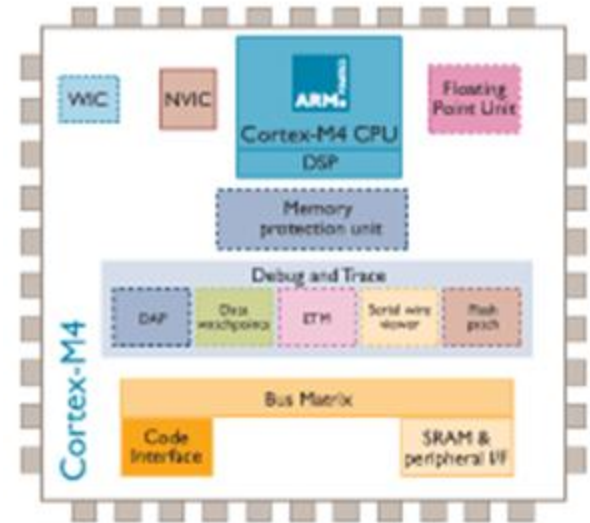 WIC
NVIC
ARM
Cortex-M4 CPU
DSP
Floating
Point Unit
Memory
protection unit
Debug and Trace
DAP
Data
watchpoints
ETM
Serial wire
viewer
Flash
patch
Bus Matrix
Code
Interface
SRAM &
peripheral I/F
Cortex-M4